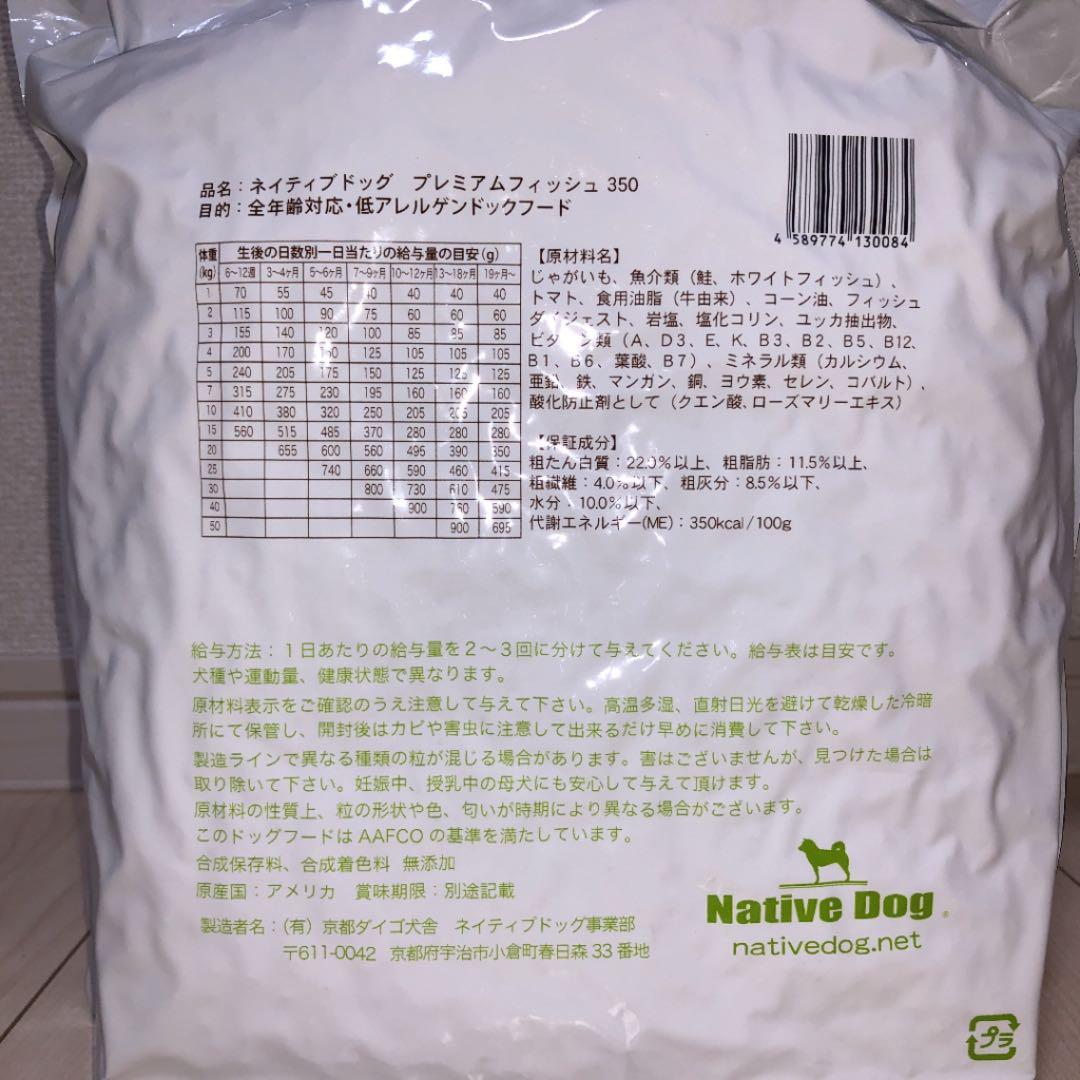 品名：ネイティブドッグ　プレミアムフィッシュ 350
目的：全年齢対応・低アレルゲンドックフード
4 589774 130084
体重(kg) 生後の日数別一日当たりの給与量の目安(g)
6〜12週 3〜4ヶ月 5〜6ヶ月 7〜9ヶ月 10〜12ヶ月 13〜18ヶ月 19ヶ月〜
1 70 55 45 40 40 40 40
2 115 100 90 75 60 60 60
3 155 140 120 100 85 85 85
4 200 170 125 105 105 105
5 240 205 175 150 125 125 125
7 315 275 230 195 160 160 160
10 410 380 320 250 205 205 205
15 560 515 485 370 280 280 280
20 655 600 560 495 390 350
25 740 660 590 460 415
30 800 730 610 475
40 900 760 590
50 900 695
【原材料名】
じゃがいも、魚介類（鮭、ホワイトフィッシュ）、
トマト、食用油脂（牛由来）、コーン油、フィッシュ
ダイジェスト、岩塩、塩化コリン、ユッカ抽出物、
ビタミン類（A、D3、E、K、B3、B2、B5、B12、
B1、B6、葉酸、B7）、ミネラル類（カルシウム、
亜鉛、鉄、マンガン、銅、ヨウ素、セレン、コバルト）、
酸化防止剤として（クエン酸、ローズマリーエキス）
【保証成分】
粗たん白質：22.0％以上、粗脂肪：11.5％以上、
粗繊維：4.0％以下、粗灰分：8.5％以下、
水分：10.0％以下、
代謝エネルギー(ME)：350kcal/100g
給与方法：１日あたりの給与量を２〜３回に分けて与えてください。給与表は目安です。
犬種や運動量、健康状態で異なります。
原材料表示をご確認のうえ注意して与えて下さい。高温多湿、直射日光を避けて乾燥した冷暗
所にて保管し、開封後はカビや害虫に注意して出来るだけ早めに消費して下さい。
製造ラインで異なる種類の粒が混じる場合があります。害はございませんが、見つけた場合は
取り除いて下さい。妊娠中、授乳中の母犬にも安心して与えて頂けます。
原材料の性質上、粒の形状や色、匂いが時期により異なる場合がございます。
このドッグフードはAAFCOの基準を満たしています。
合成保存料、合成着色料 無添加
原産国：アメリカ　賞味期限：別途記載
製造者名：（有）京都ダイゴ犬舎　ネイティブドッグ事業部
〒611-0042　京都府宇治市小倉町春日森 33 番地
Native Dog®
nativedog.net
プラ